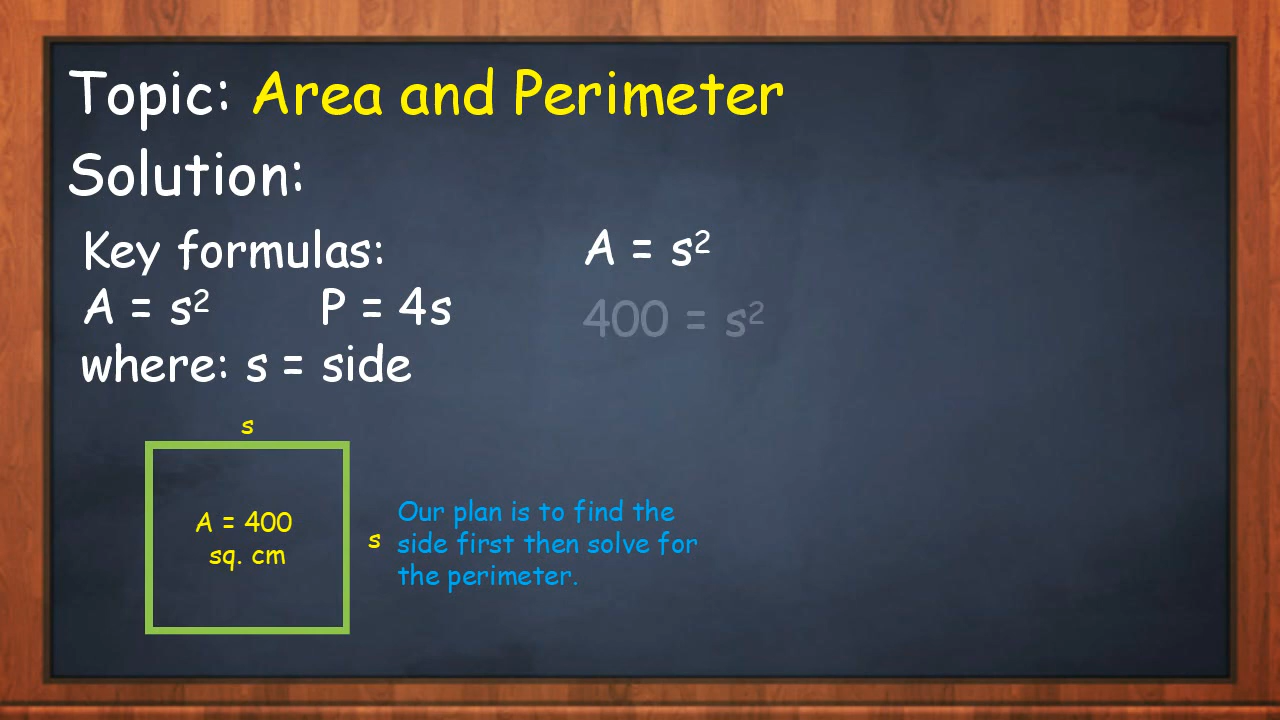 Topic: Area and Perimeter
Solution:
Key formulas:
A = s²        P = 4s
where: s = side
A = s²
400 = s²
s
A = 400
sq. cm
s
Our plan is to find the
side first then solve for
the perimeter.